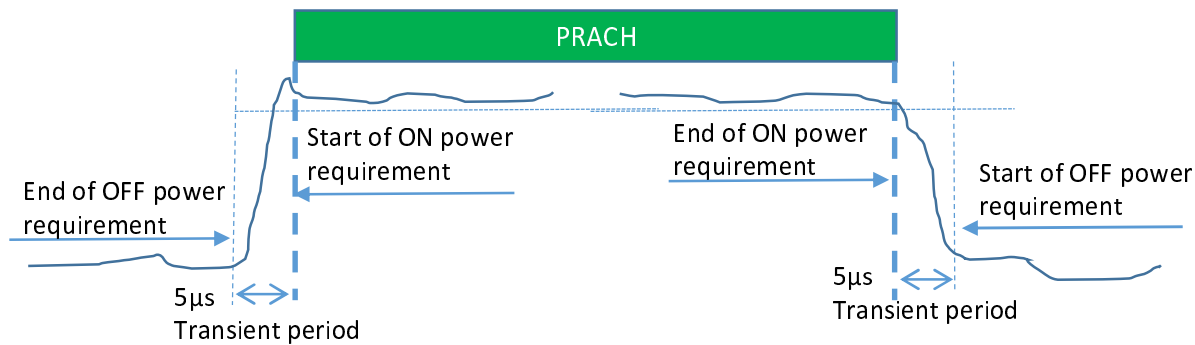 PRACH
Start of ON power
requirement
End of OFF power
requirement
5µs
Transient period
End of ON power
requirement
Start of OFF power
requirement
5µs
Transient period